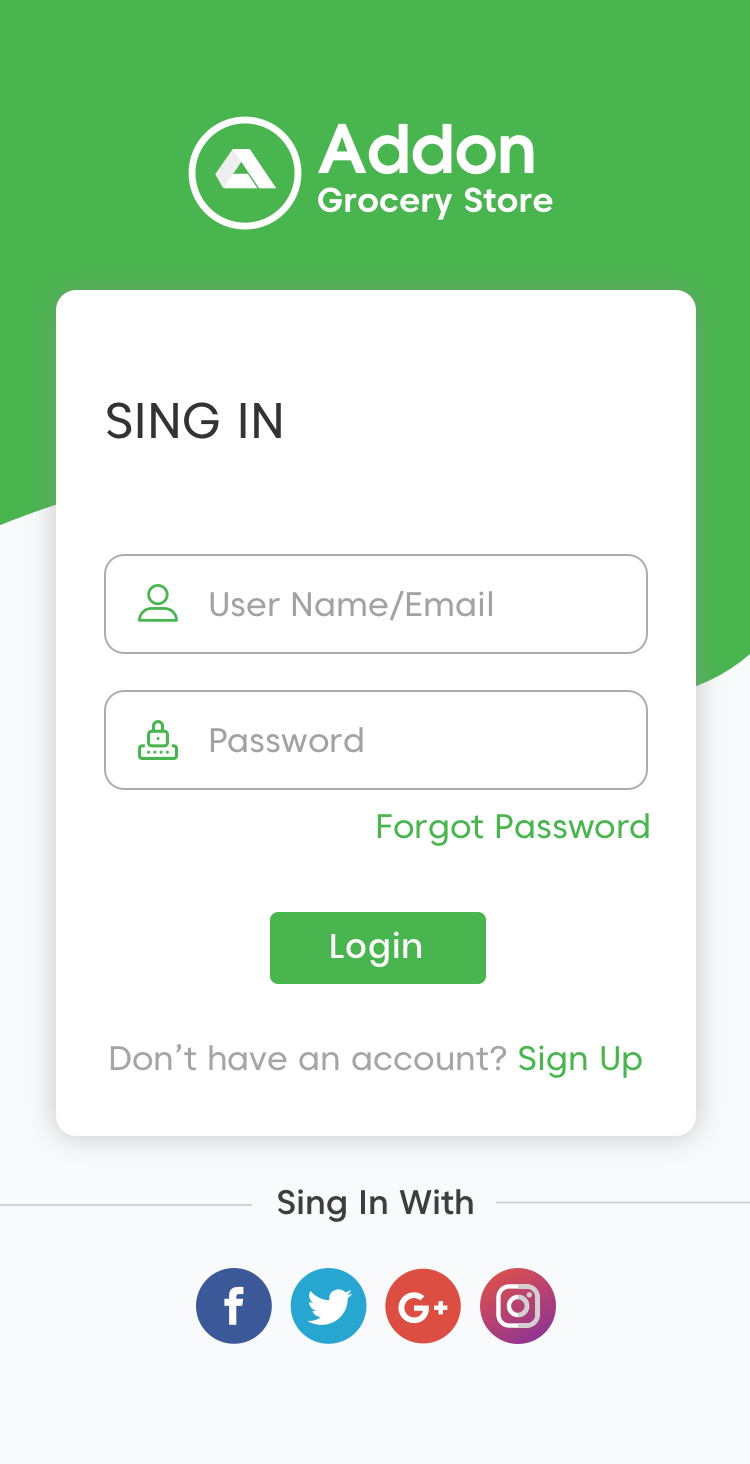 Addon
Grocery Store
SING IN
User Name/Email
Password
Forgot Password
Login
Don’t have an account? Sign Up
Sing In With
f G+